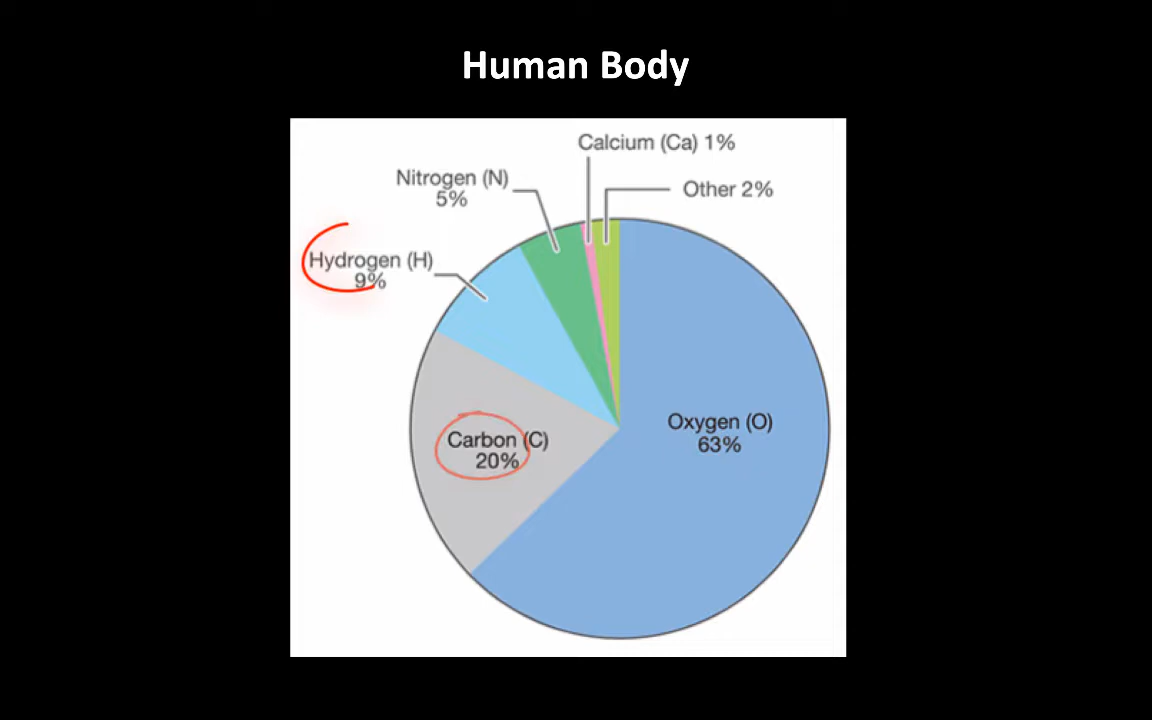 Human Body
Calcium (Ca) 1%
Nitrogen (N)
5%
Other 2%
Hydrogen (H)
9%
Oxygen (O)
63%
Carbon (C)
20%